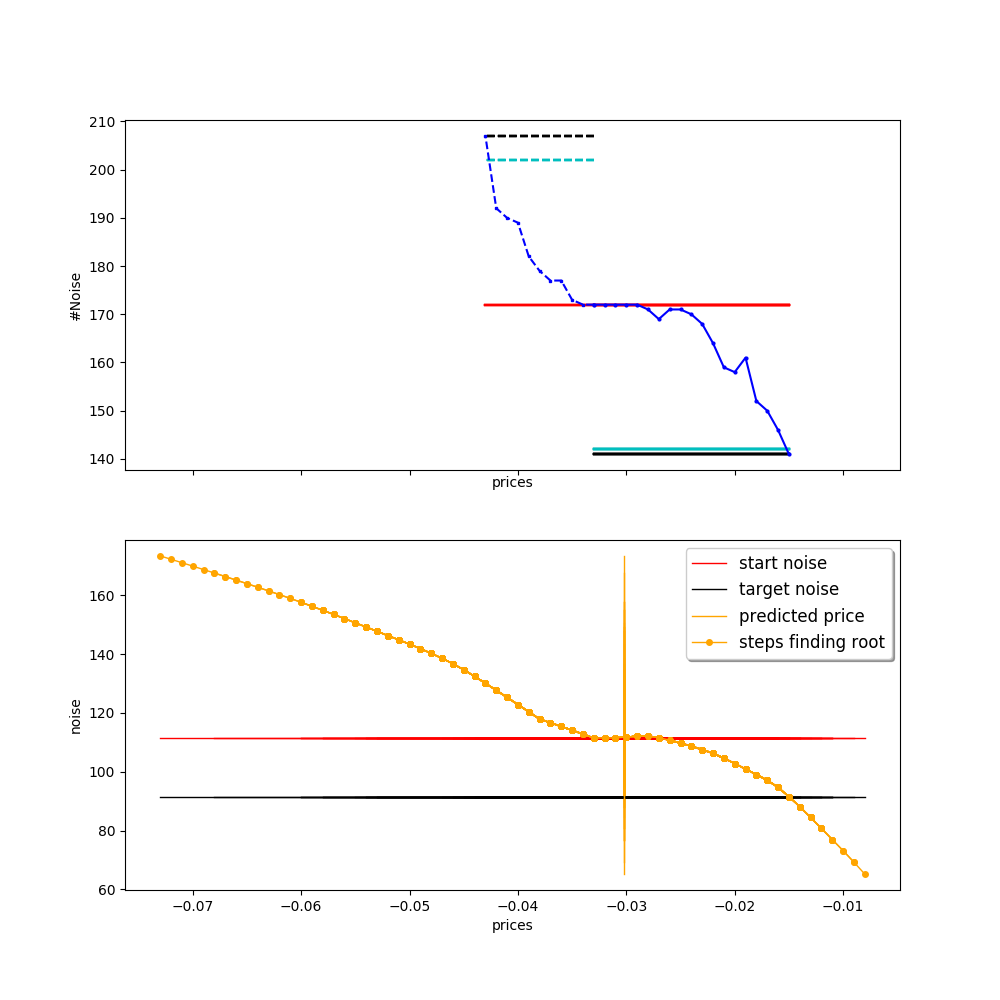 210
200
190
180
170
160
150
140
#Noise
prices
start noise
target noise
predicted price
steps finding root
160
140
120
100
80
60
noise
−0.07 −0.06 −0.05 −0.04 −0.03 −0.02 −0.01
prices